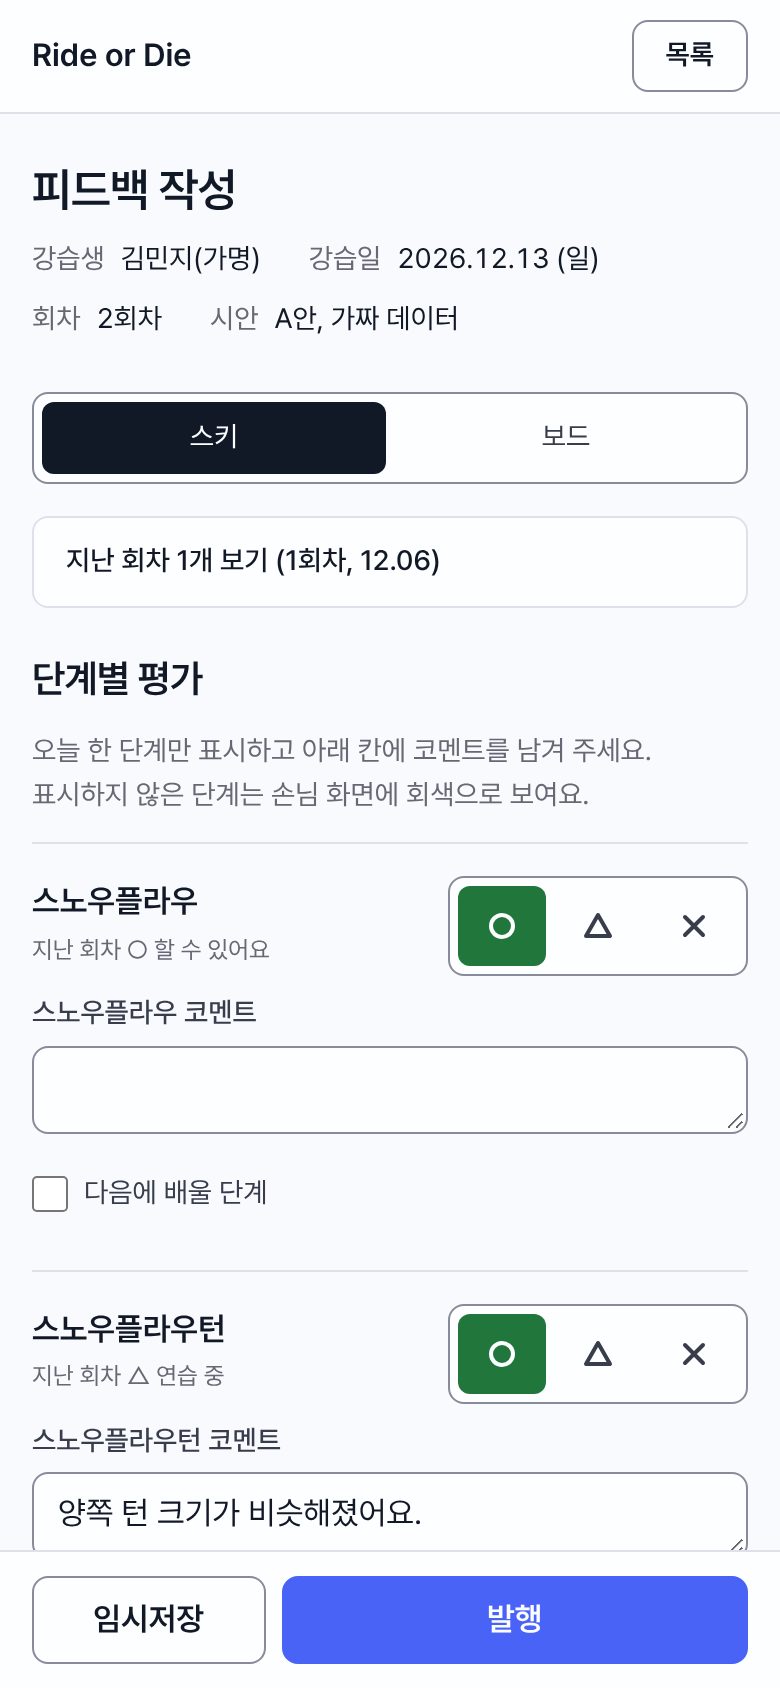 Ride or Die
목록
피드백 작성
강습생 김민지(가명) 강습일 2026.12.13 (일)
회차 2회차 시안 A안, 가짜 데이터
스키 보드
지난 회차 1개 보기 (1회차, 12.06)
단계별 평가
오늘 한 단계만 표시하고 아래 칸에 코멘트를 남겨 주세요.
표시하지 않은 단계는 손님 화면에 회색으로 보여요.
스노우플라우
○ △ ✕
지난 회차 ○ 할 수 있어요
스노우플라우 코멘트
다음에 배울 단계
스노우플라우턴
○ △ ✕
지난 회차 △ 연습 중
스노우플라우턴 코멘트
양쪽 턴 크기가 비슷해졌어요.
임시저장 발행